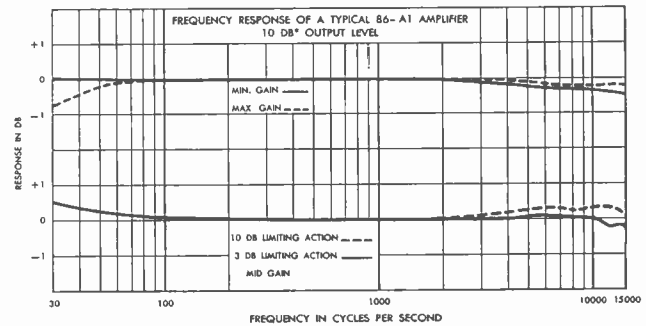 FREQUENCY RESPONSE OF A TYPICAL 86-A1 AMPLIFIER
10 DB* OUTPUT LEVEL
+1
0
-1
MIN. GAIN
MAX GAIN
RESPONSE IN DB
+1
0
-1
10 DB LIMITING ACTION
3 DB LIMITING ACTION
MID GAIN
30 100 1000 10000 15000
FREQUENCY IN CYCLES PER SECOND